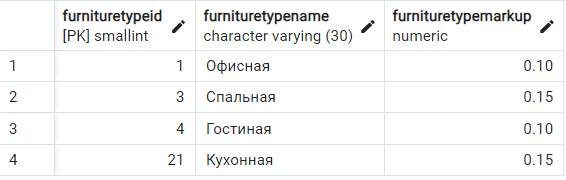 furnituretypeid furnituretypename furnituretypemarkup
[PK] smallint character varying (30) numeric
1 1 Офисная 0.10
2 3 Спальная 0.15
3 4 Гостиная 0.10
4 21 Кухонная 0.15